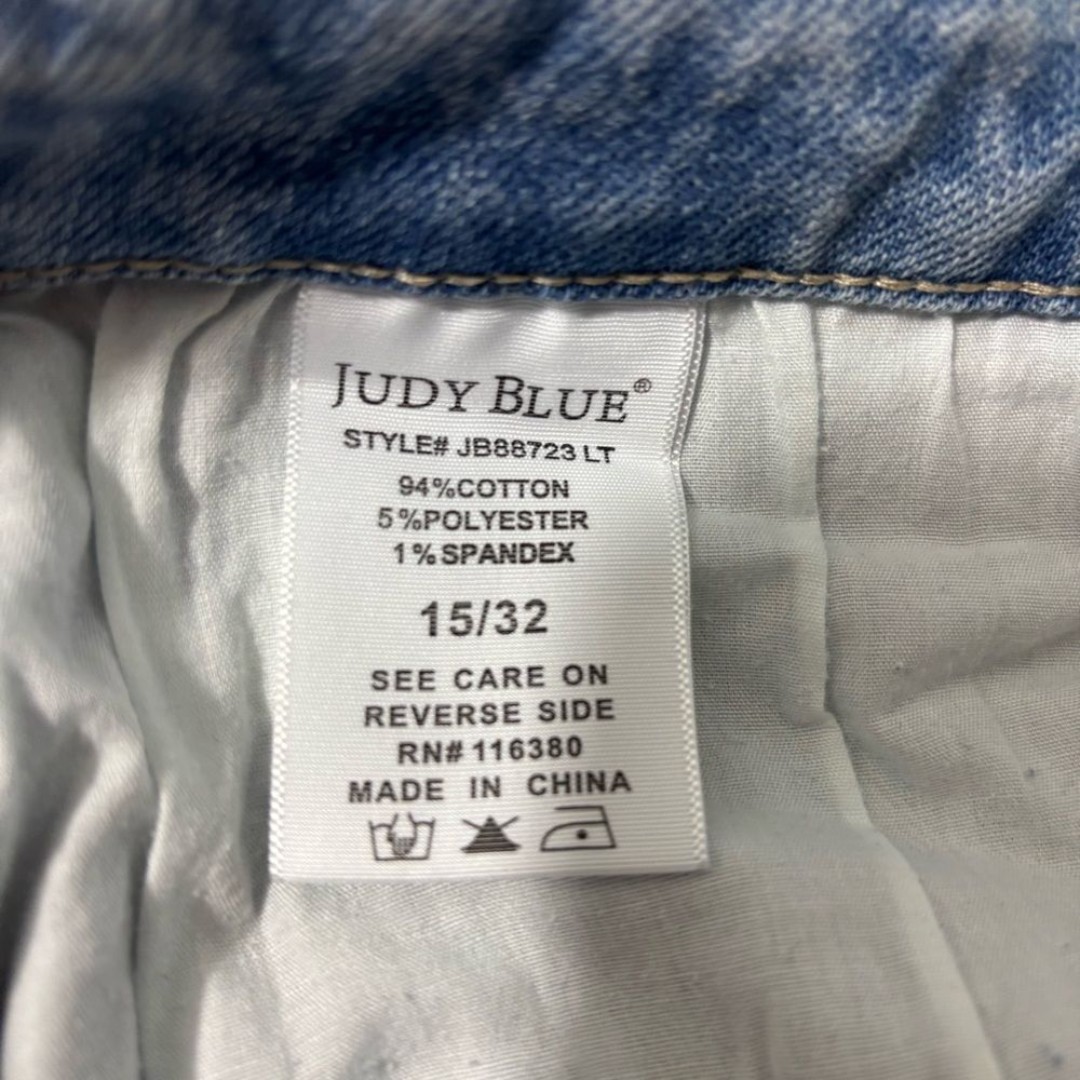 JUDY BLUE®
STYLE# JB88723 LT
94%COTTON
5%POLYESTER
1%SPANDEX
15/32
SEE CARE ON
REVERSE SIDE
RN# 116380
MADE IN CHINA